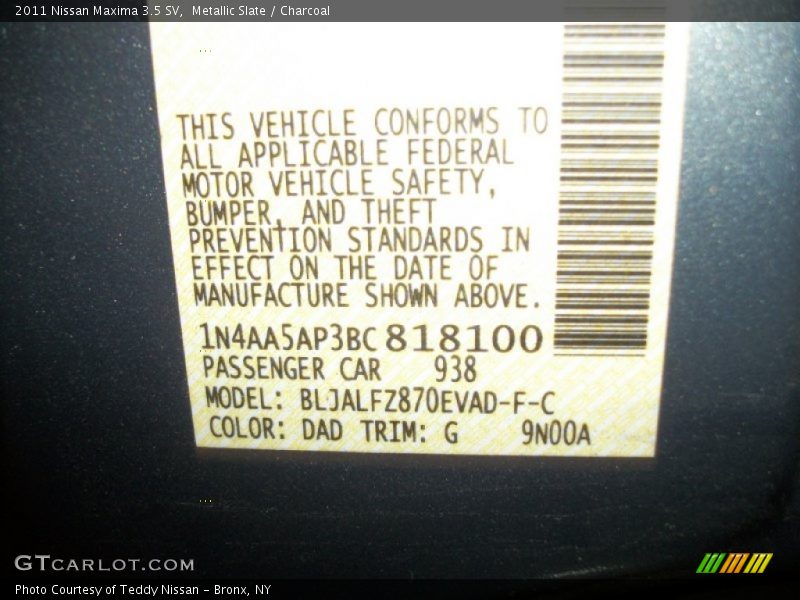 2011 Nissan Maxima 3.5 SV,  Metallic Slate / Charcoal
THIS VEHICLE CONFORMS TO
ALL APPLICABLE FEDERAL
MOTOR VEHICLE SAFETY,
BUMPER, AND THEFT
PREVENTION STANDARDS IN
EFFECT ON THE DATE OF
MANUFACTURE SHOWN ABOVE.
1N4AA5AP3BC818100
PASSENGER CAR 938
MODEL: BLJALFZ870EVAD-F-C
COLOR: DAD TRIM: G 9N00A
GTCARLOT.COM
Photo Courtesy of Teddy Nissan - Bronx, NY